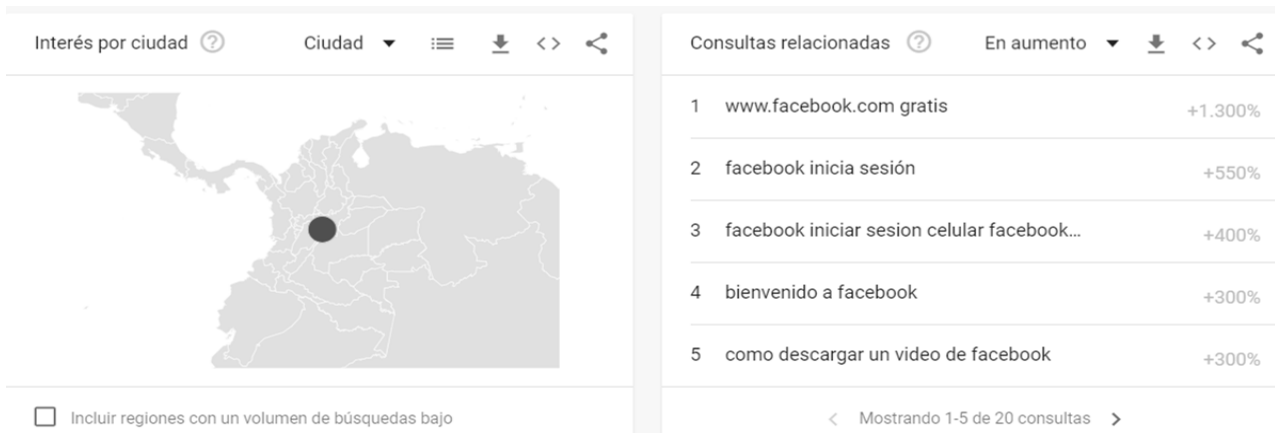 Interés por ciudad
Ciudad
Incluir regiones con un volumen de búsquedas bajo
Consultas relacionadas
En aumento
1 www.facebook.com gratis +1.300%
2 facebook inicia sesión +550%
3 facebook iniciar sesion celular facebook... +400%
4 bienvenido a facebook +300%
5 como descargar un video de facebook +300%
Mostrando 1-5 de 20 consultas